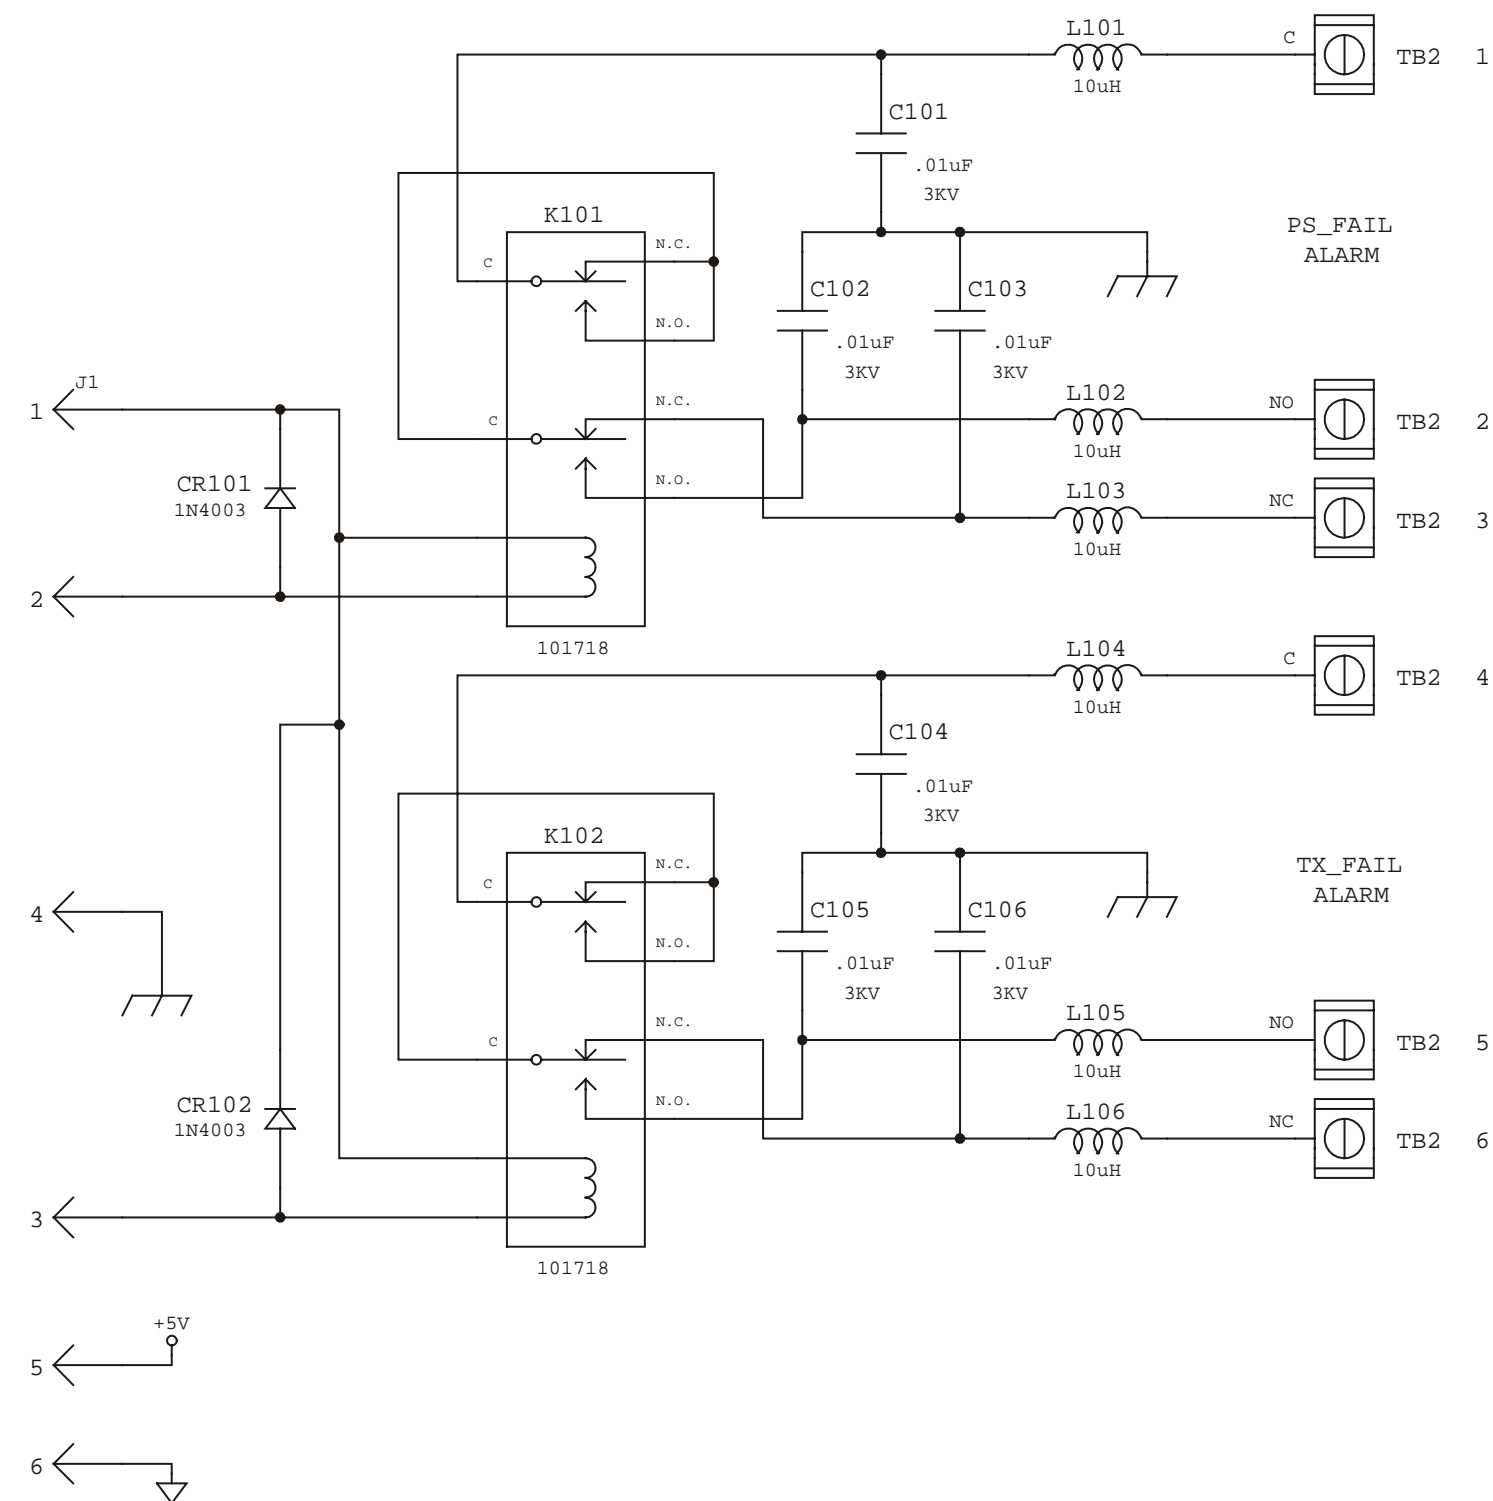 L101
C
TB2 1
10uH
C101
.01uF
3KV
K101
PS_FAIL
ALARM
N.C.
C
C102
C103
N.O.
.01uF
.01uF
3KV
3KV
J1
1
N.C.
L102
NO
C
TB2 2
10uH
CR101
1N4003
N.O.
L103
NC
TB2 3
10uH
2
101718
L104
C
TB2 4
10uH
C104
.01uF
3KV
K102
N.C.
TX_FAIL
ALARM
C
4
C105
C106
N.O.
.01uF
.01uF
3KV
3KV
N.C.
L105
NO
C
TB2 5
10uH
CR102
1N4003
N.O.
L106
NC
TB2 6
10uH
3
101718
+5V
5
6